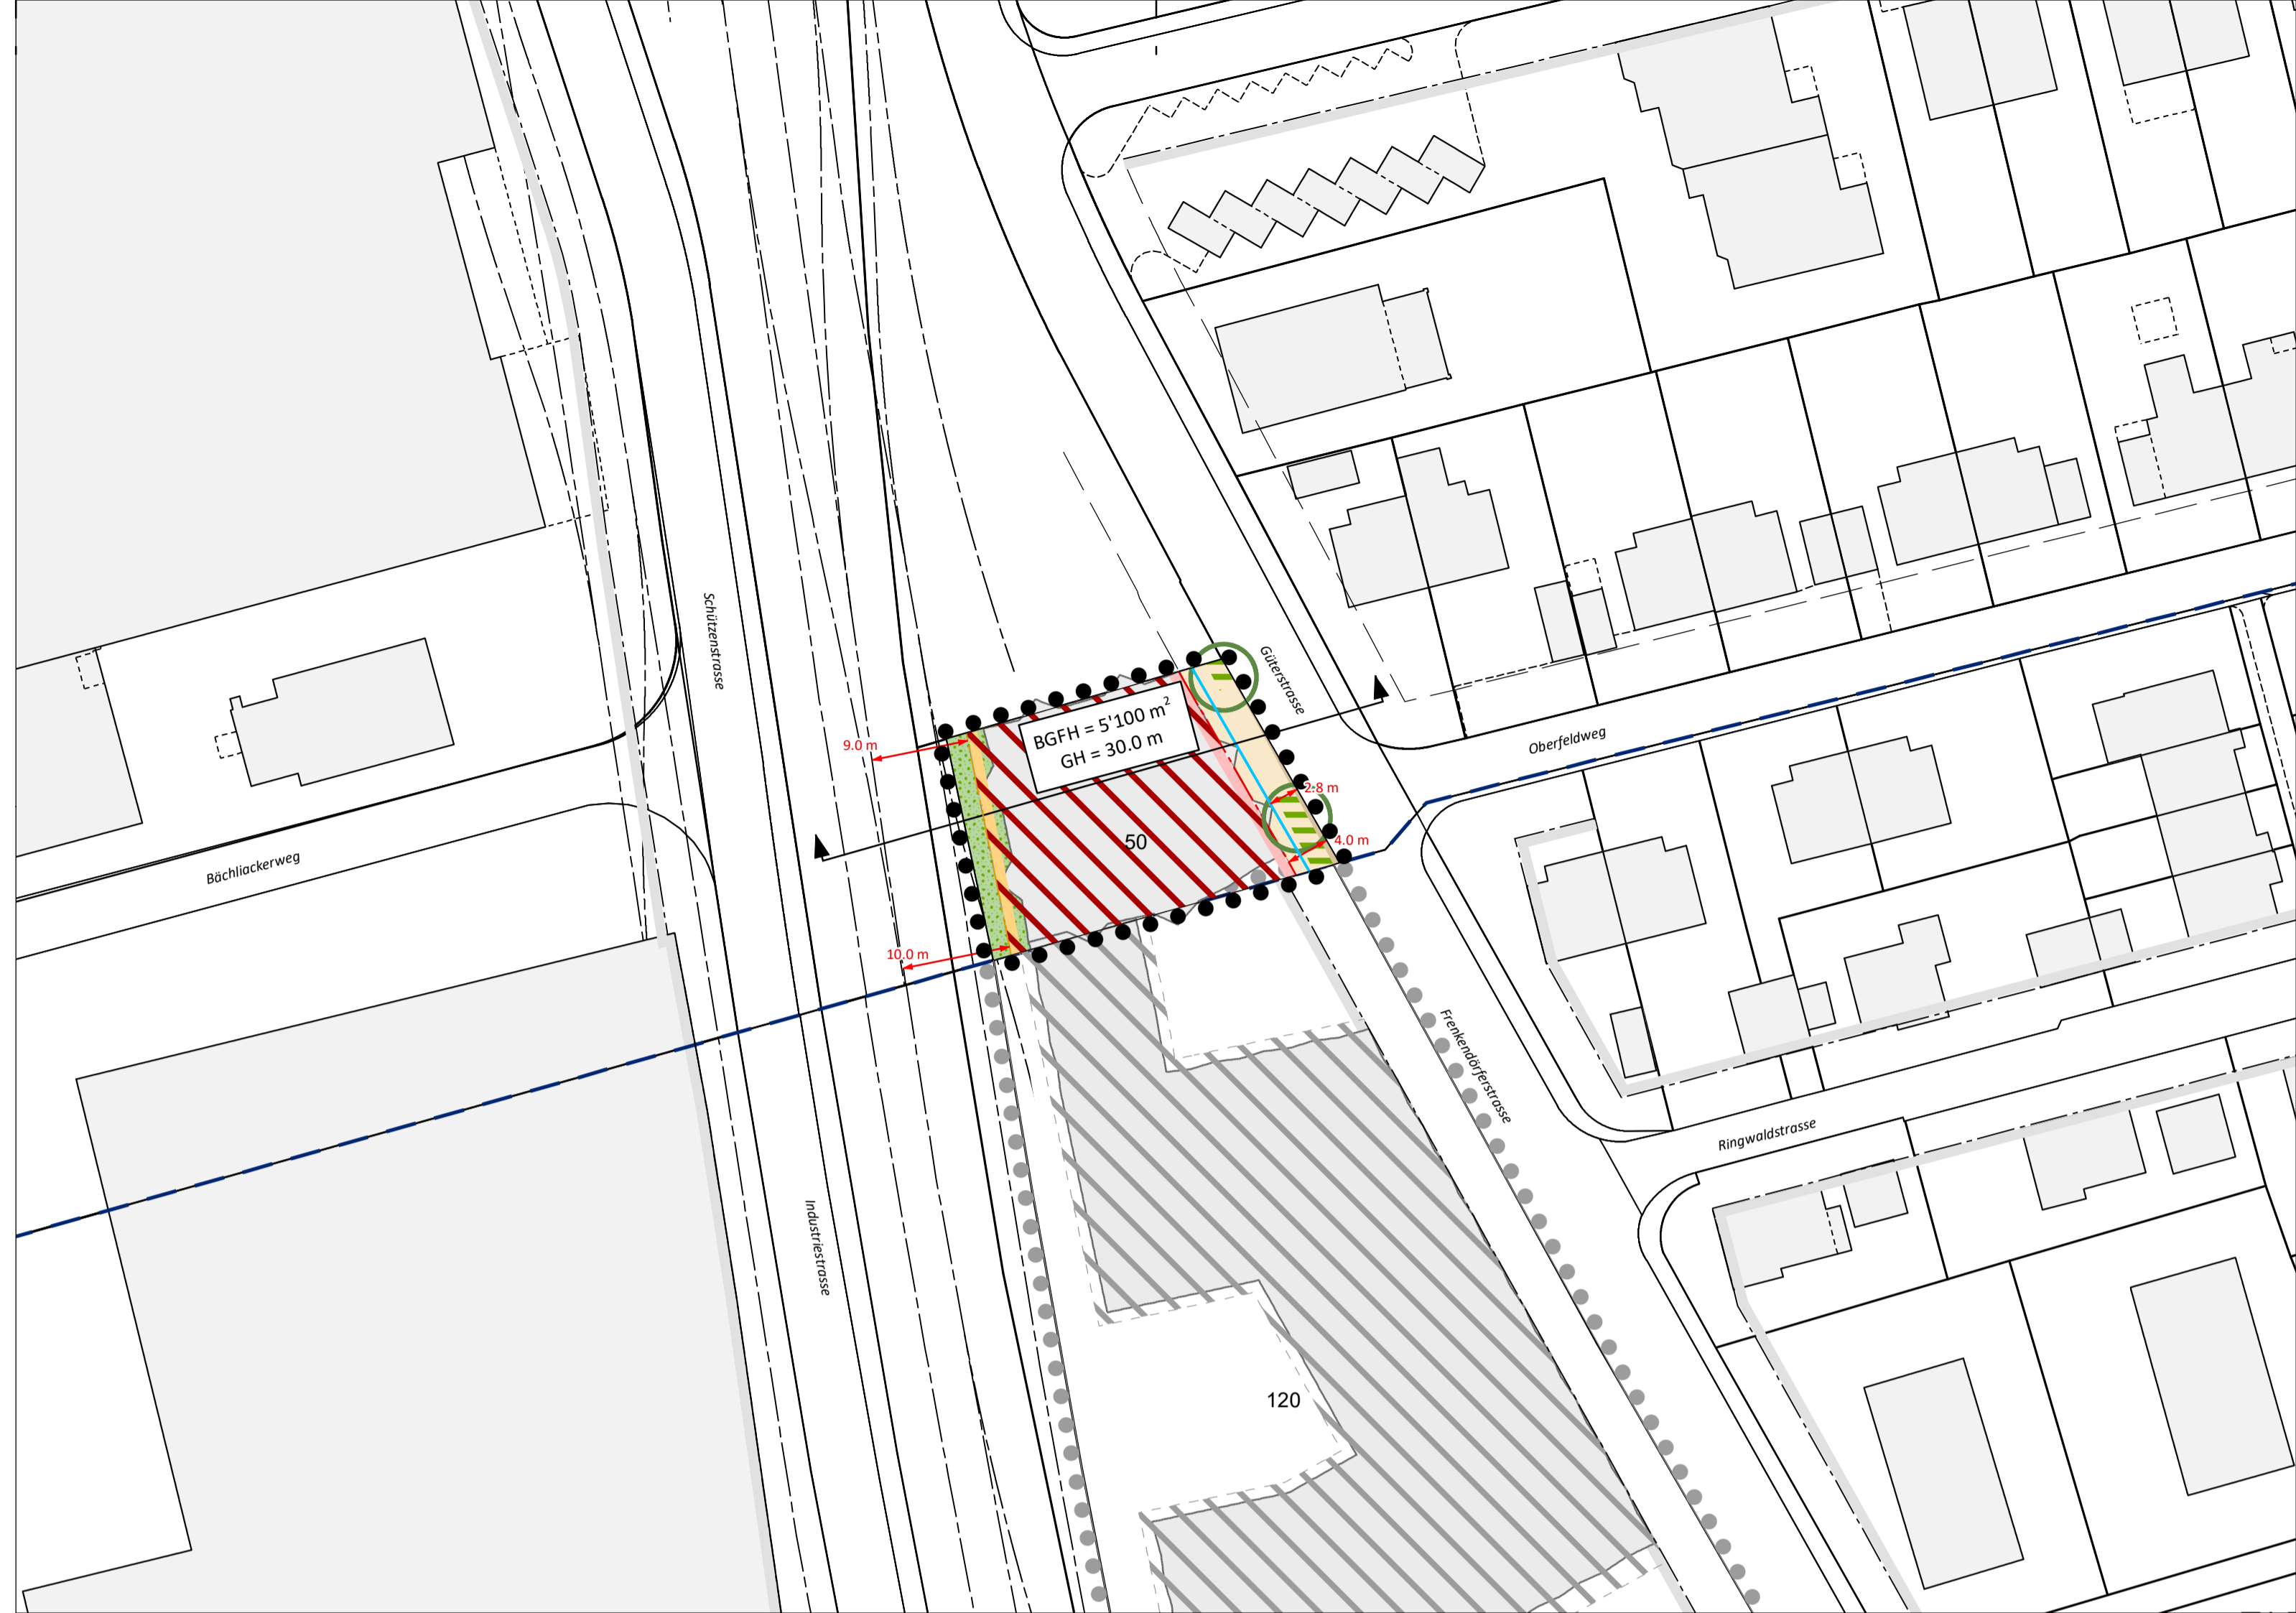 Schützenstrasse
Güterstrasse
BGFH = 5'100 m²
GH = 30.0 m
9.0 m
Oberfeldweg
2.8 m
50
4.0 m
Bächliackerweg
10.0 m
Frenkendörferstrasse
Ringwaldstrasse
Industriestrasse
120